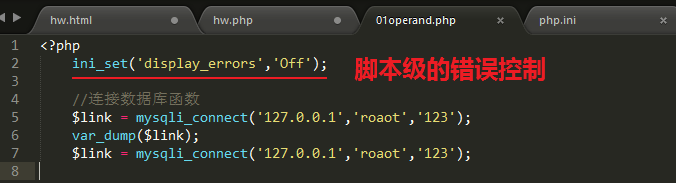 hw.html × hw.php × 01operand.php × php.ini ×
1 <?php
2 ini_set('display_errors','Off'); 脚本级的错误控制
3
4 //连接数据库函数
5 $link = mysqli_connect('127.0.0.1','roaot','123');
6 var_dump($link);
7 $link = mysqli_connect('127.0.0.1','roaot','123');
8